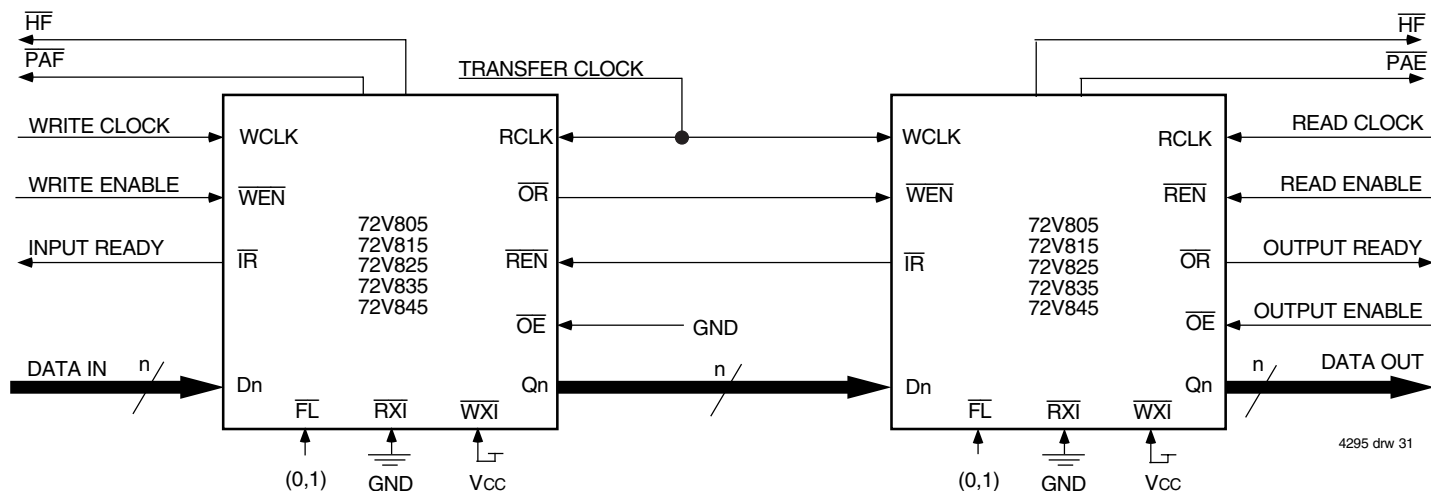 HF
HF
PAF
PAE
TRANSFER CLOCK
WRITE CLOCK
WCLK
RCLK
WCLK
RCLK
READ CLOCK
WRITE ENABLE
WEN
OR
WEN
REN
READ ENABLE
72V805
72V815
72V825
72V835
72V845
72V805
72V815
72V825
72V835
72V845
INPUT READY
IR
REN
IR
OR
OUTPUT READY
OE
GND
OE
OUTPUT ENABLE
DATA IN
n
Dn
Qn
n
Dn
Qn
n
DATA OUT
FL
RXI
WXI
FL
RXI
WXI
(0,1)
GND
VCC
(0,1)
GND
VCC
4295 drw 31